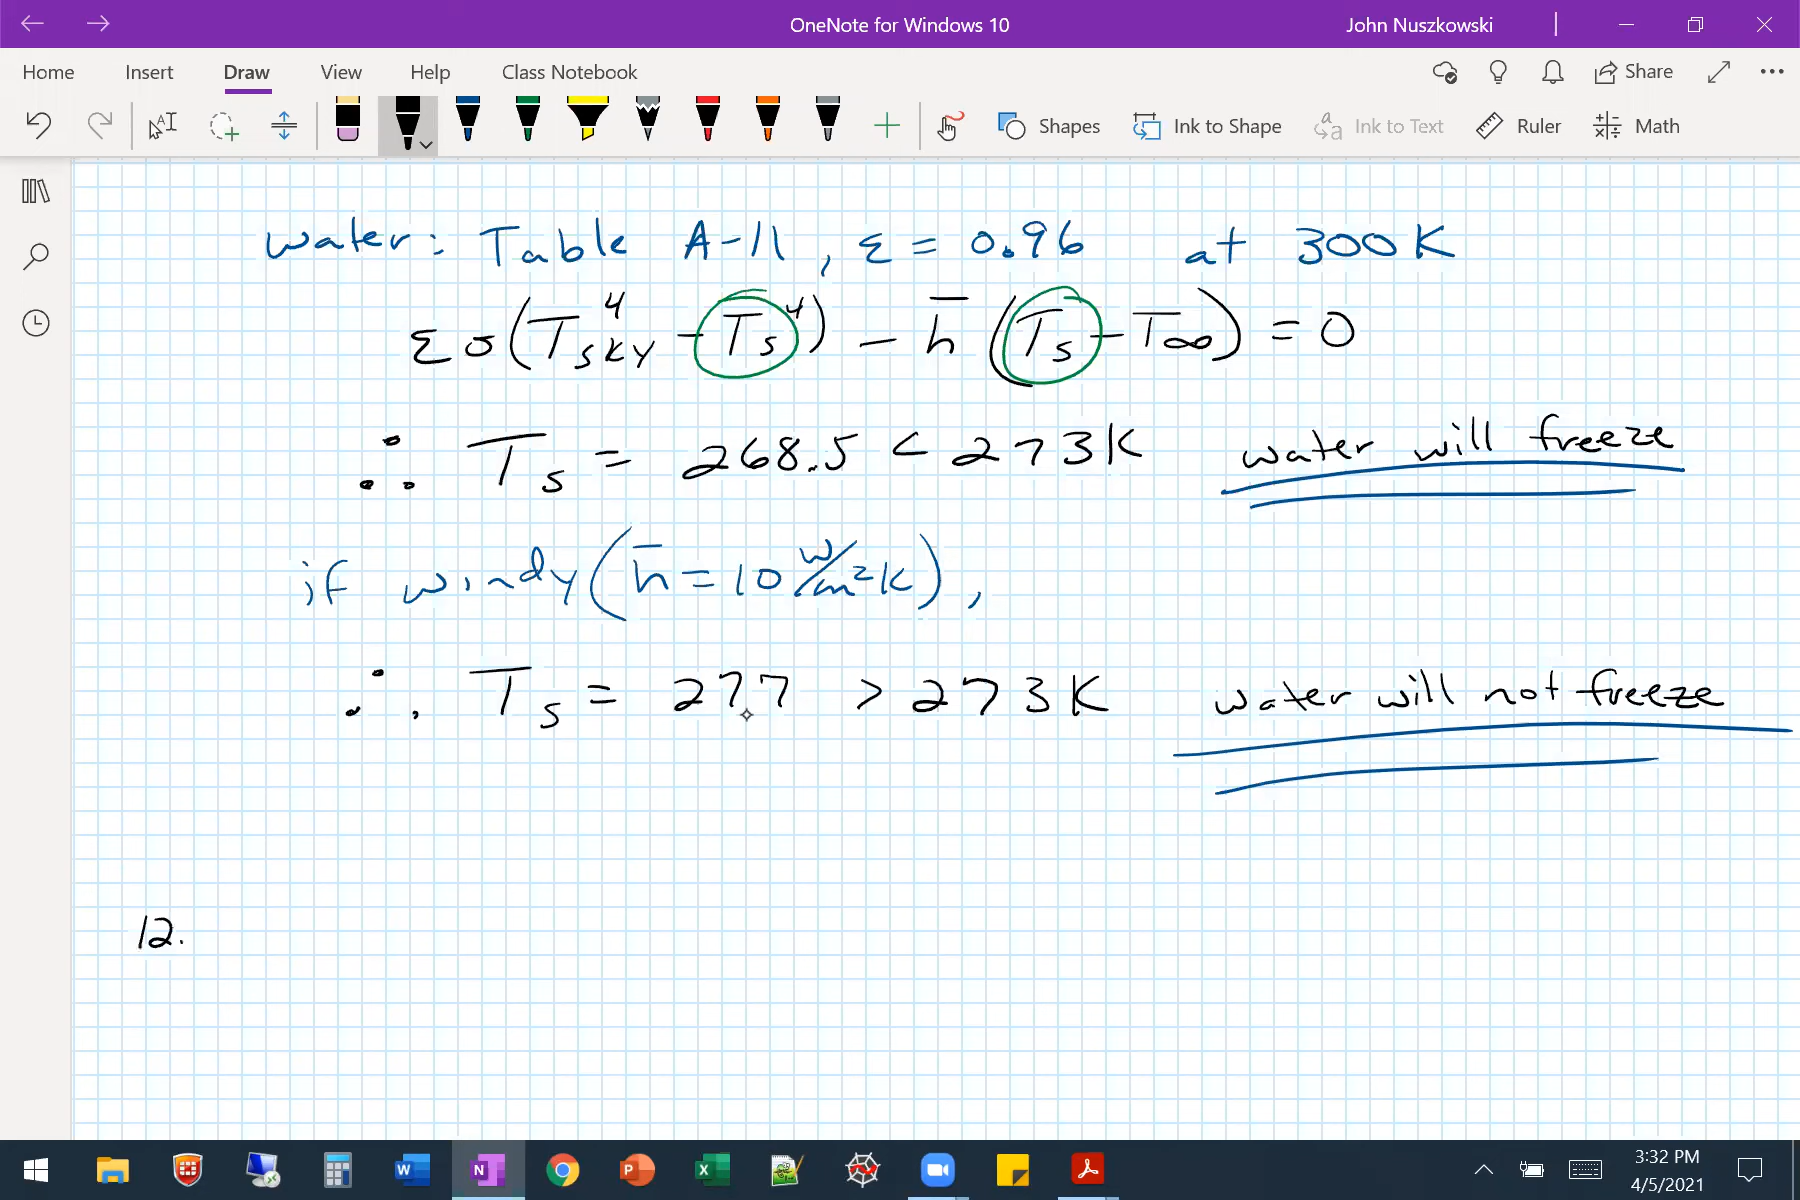 OneNote for Windows 10
John Nuszkowski
Home Insert Draw View Help Class Notebook
Share
Shapes Ink to Shape Ink to Text Ruler Math
water: Table A-11, ε = 0.96 at 300K
εσ(Tsky⁴ - Ts⁴) - h̄(Ts - T∞) = 0
∴ Ts = 268.5 < 273K water will freeze
if windy (h̄ = 10 W/m²K),
∴ Ts = 277 > 273K water will not freeze
12.
3:32 PM
4/5/2021